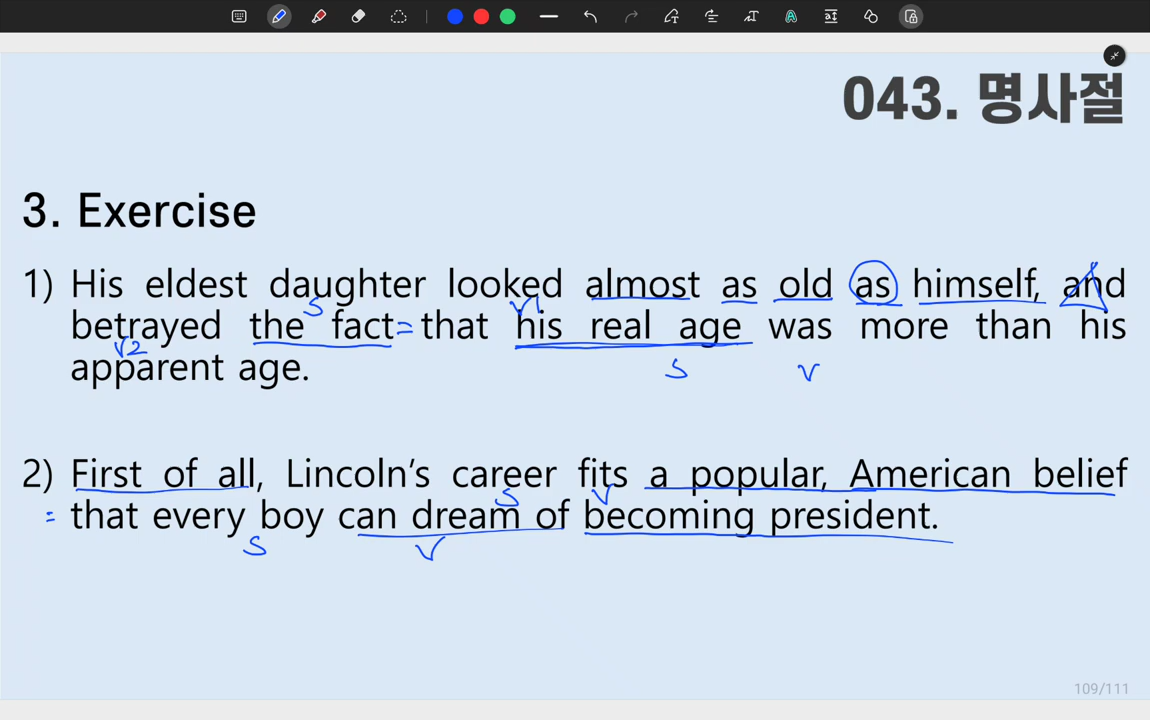 043. 명사절
3. Exercise
1) His eldest daughter looked almost as old as himself, and
S V1
betrayed the fact = that his real age was more than his
V2
apparent age.
S V
2) First of all, Lincoln's career fits a popular, American belief
S V
= that every boy can dream of becoming president.
S V
109/111